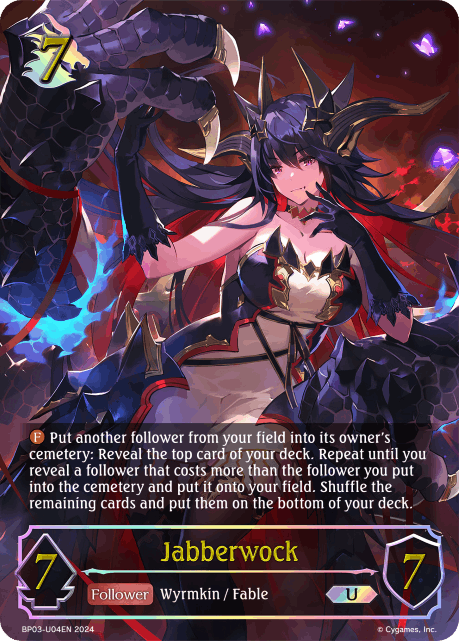 7
F Put another follower from your field into its owner's
cemetery: Reveal the top card of your deck. Repeat until you
reveal a follower that costs more than the follower you put
into the cemetery and put it onto your field. Shuffle the
remaining cards and put them on the bottom of your deck.
Jabberwock
7
7
Follower Wyrmkin / Fable U
BP03-U04EN 2024 © Cygames, Inc.